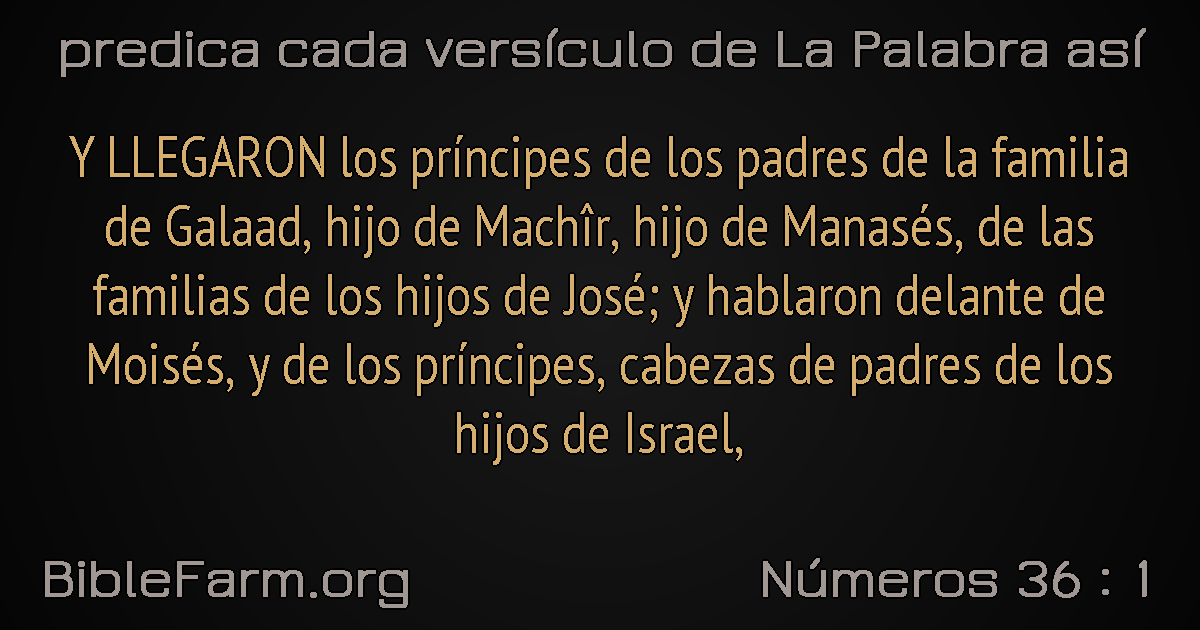 predica cada versículo de La Palabra así
Y LLEGARON los príncipes de los padres de la familia
de Galaad, hijo de Machîr, hijo de Manasés, de las
familias de los hijos de José; y hablaron delante de
Moisés, y de los príncipes, cabezas de padres de los
hijos de Israel,
BibleFarm.org
Números 36 : 1